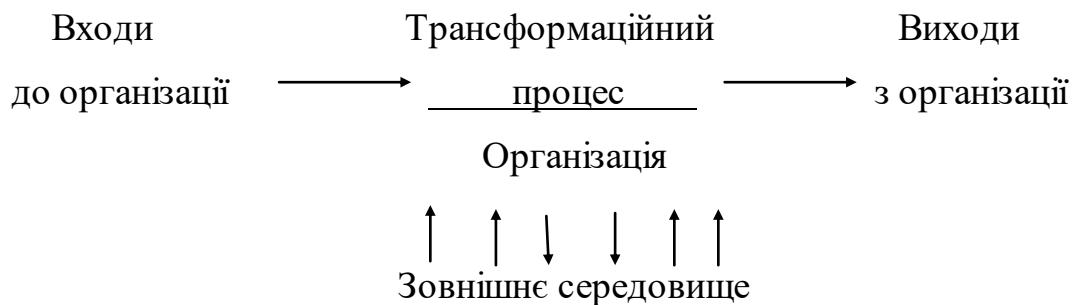 Входи Трансформаційний Виходи
до організації процес з організації
Організація
Зовнішнє середовище